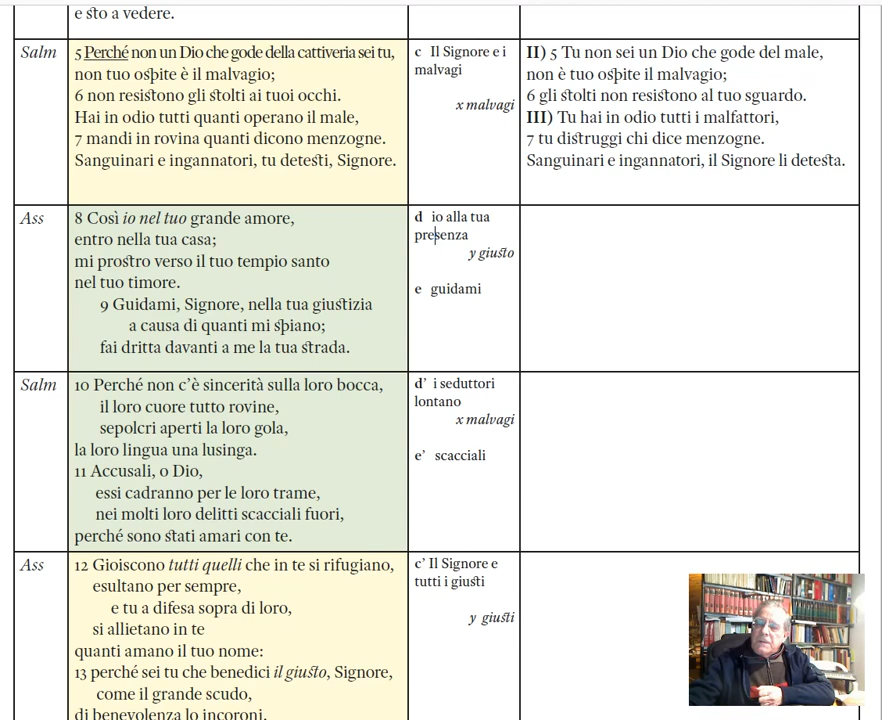 e sto a vedere.
Salm
5 Perché non un Dio che gode della cattiveria sei tu,
non tuo ospite è il malvagio;
6 non resistono gli stolti ai tuoi occhi.
Hai in odio tutti quanti operano il male,
7 mandi in rovina quanti dicono menzogne.
Sanguinari e ingannatori, tu detesti, Signore.
c Il Signore e i
malvagi
x malvagi
II) 5 Tu non sei un Dio che gode del male,
non è tuo ospite il malvagio;
6 gli stolti non resistono al tuo sguardo.
III) Tu hai in odio tutti i malfattori,
7 tu distruggi chi dice menzogne.
Sanguinari e ingannatori, il Signore li detesta.
Ass
8 Così io nel tuo grande amore,
entro nella tua casa;
mi prostro verso il tuo tempio santo
nel tuo timore.
9 Guidami, Signore, nella tua giustizia
a causa di quanti mi spiano;
fai dritta davanti a me la tua strada.
d io alla tua
presenza
y giusto
e guidami
Salm
10 Perché non c’è sincerità sulla loro bocca,
il loro cuore tutto rovine,
sepolcri aperti la loro gola,
la loro lingua una lusinga.
11 Accusali, o Dio,
essi cadranno per le loro trame,
nei molti loro delitti scacciali fuori,
perché sono stati amari con te.
d’ i seduttori
lontano
x malvagi
e’ scacciali
Ass
12 Gioiscono tutti quelli che in te si rifugiano,
esultano per sempre,
e tu a difesa sopra di loro,
si allietano in te
quanti amano il tuo nome:
13 perché sei tu che benedici il giusto, Signore,
come il grande scudo,
di benevolenza lo incoroni.
c’ Il Signore e
tutti i giusti
y giusti